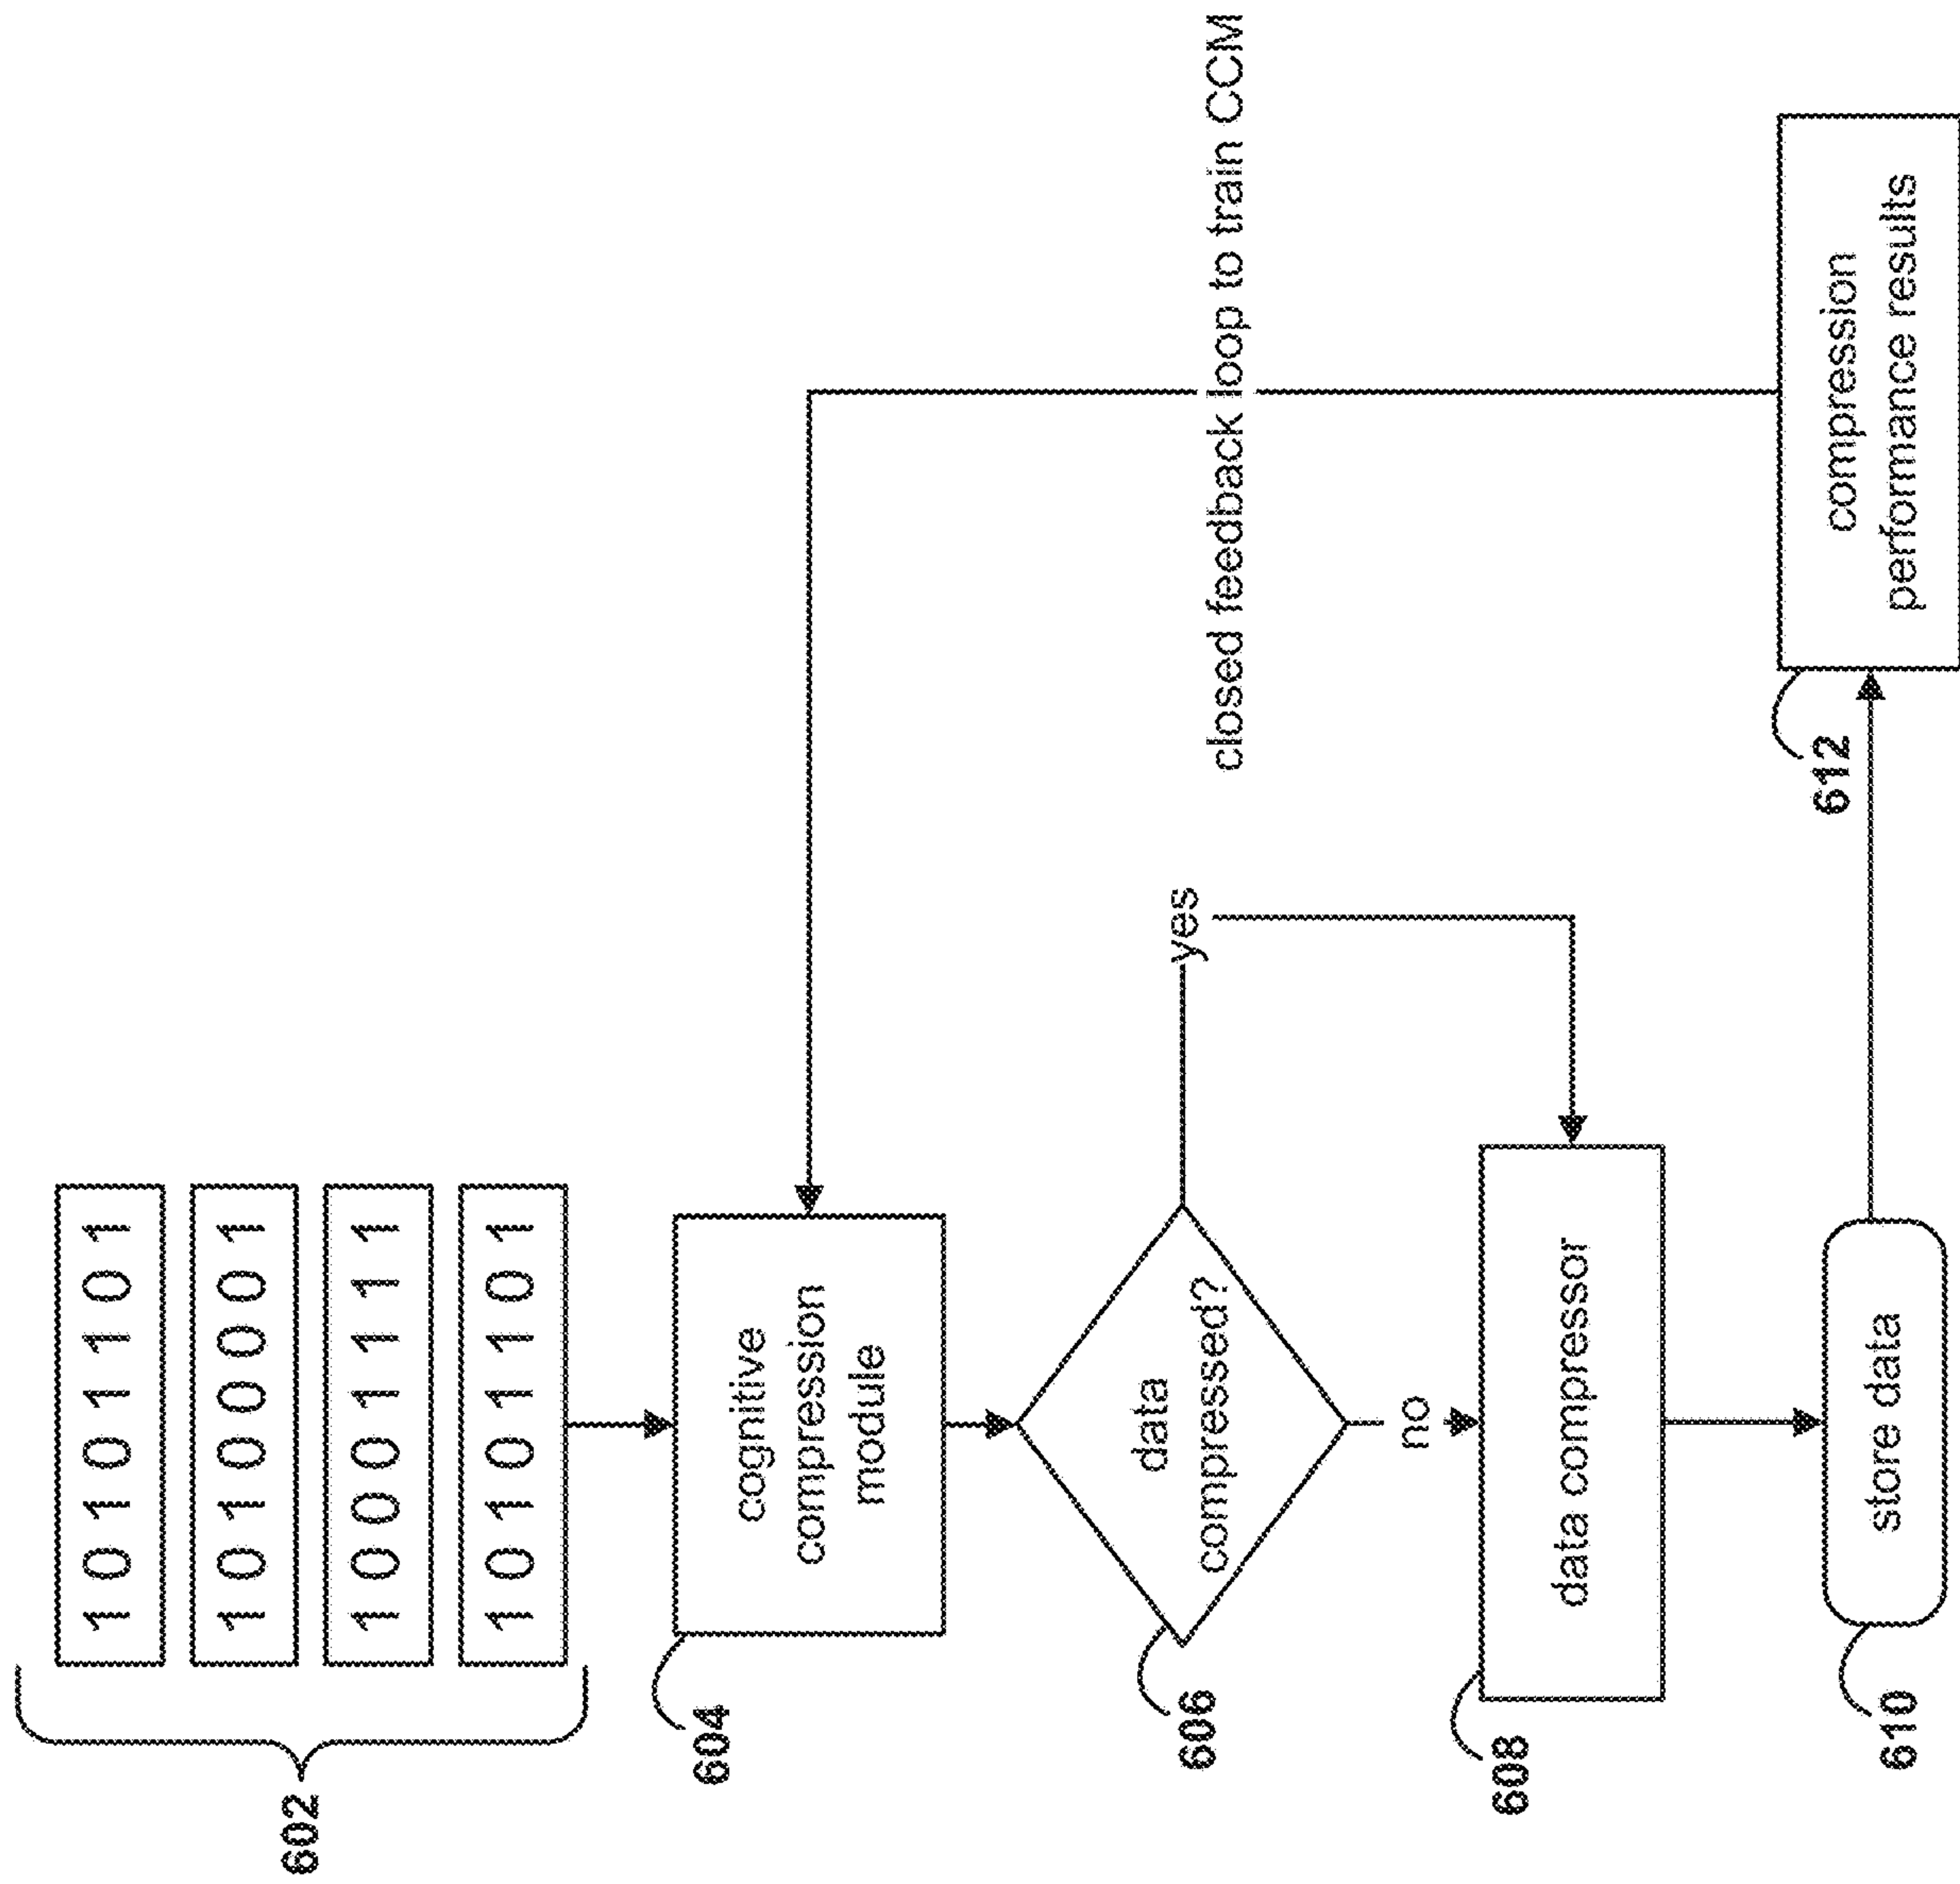 1 0 1 0 1 1 0 1
1 0 1 0 0 0 0 1
1 0 0 0 1 1 1 1
1 0 1 0 1 1 0 1
602
cognitive
compression
module
604
data
compressed?
606
yes
no
closed feedback loop to train CCM
data compressor
608
store data
610
compression
performance results
612